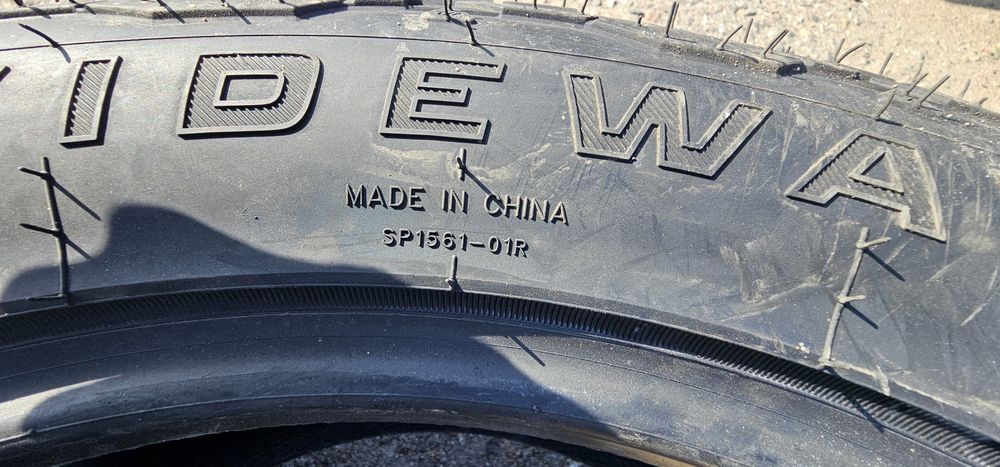 IDEWA
MADE IN CHINA
SP1561-01R